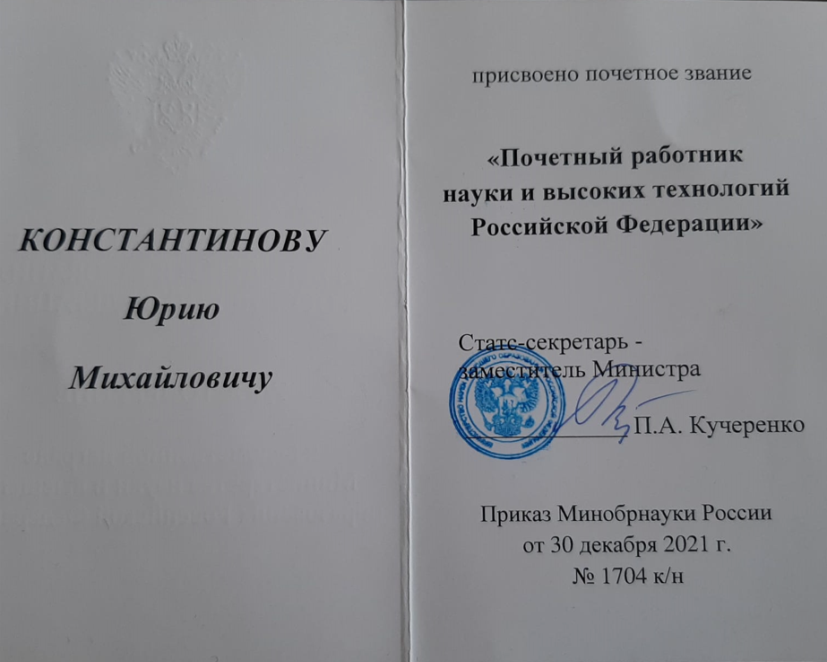 КОНСТАНТИНОВУ
Юрию
Михайловичу
присвоено почетное звание
«Почетный работник
науки и высоких технологий
Российской Федерации»
Статс-секретарь -
заместитель Министра
П.А. Кучеренко
Приказ Минобрнауки России
от 30 декабря 2021 г.
№ 1704 к/н